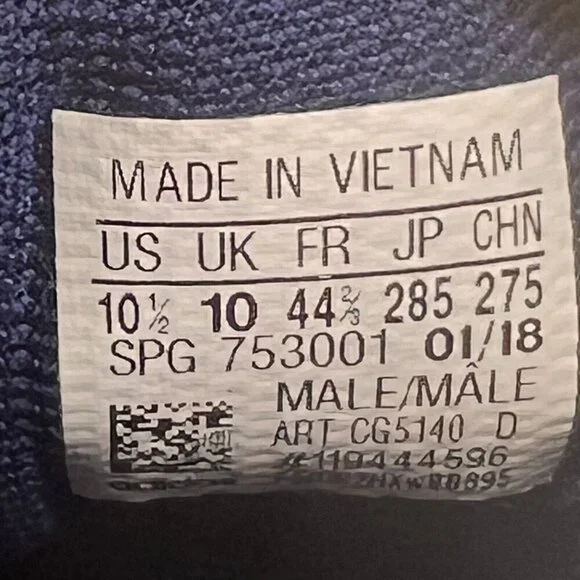 MADE IN VIETNAM
US UK FR JP CHN
10½ 10 44⅔ 285 275
SPG 753001 01/18
MALE/MÂLE
ART CG5140 D